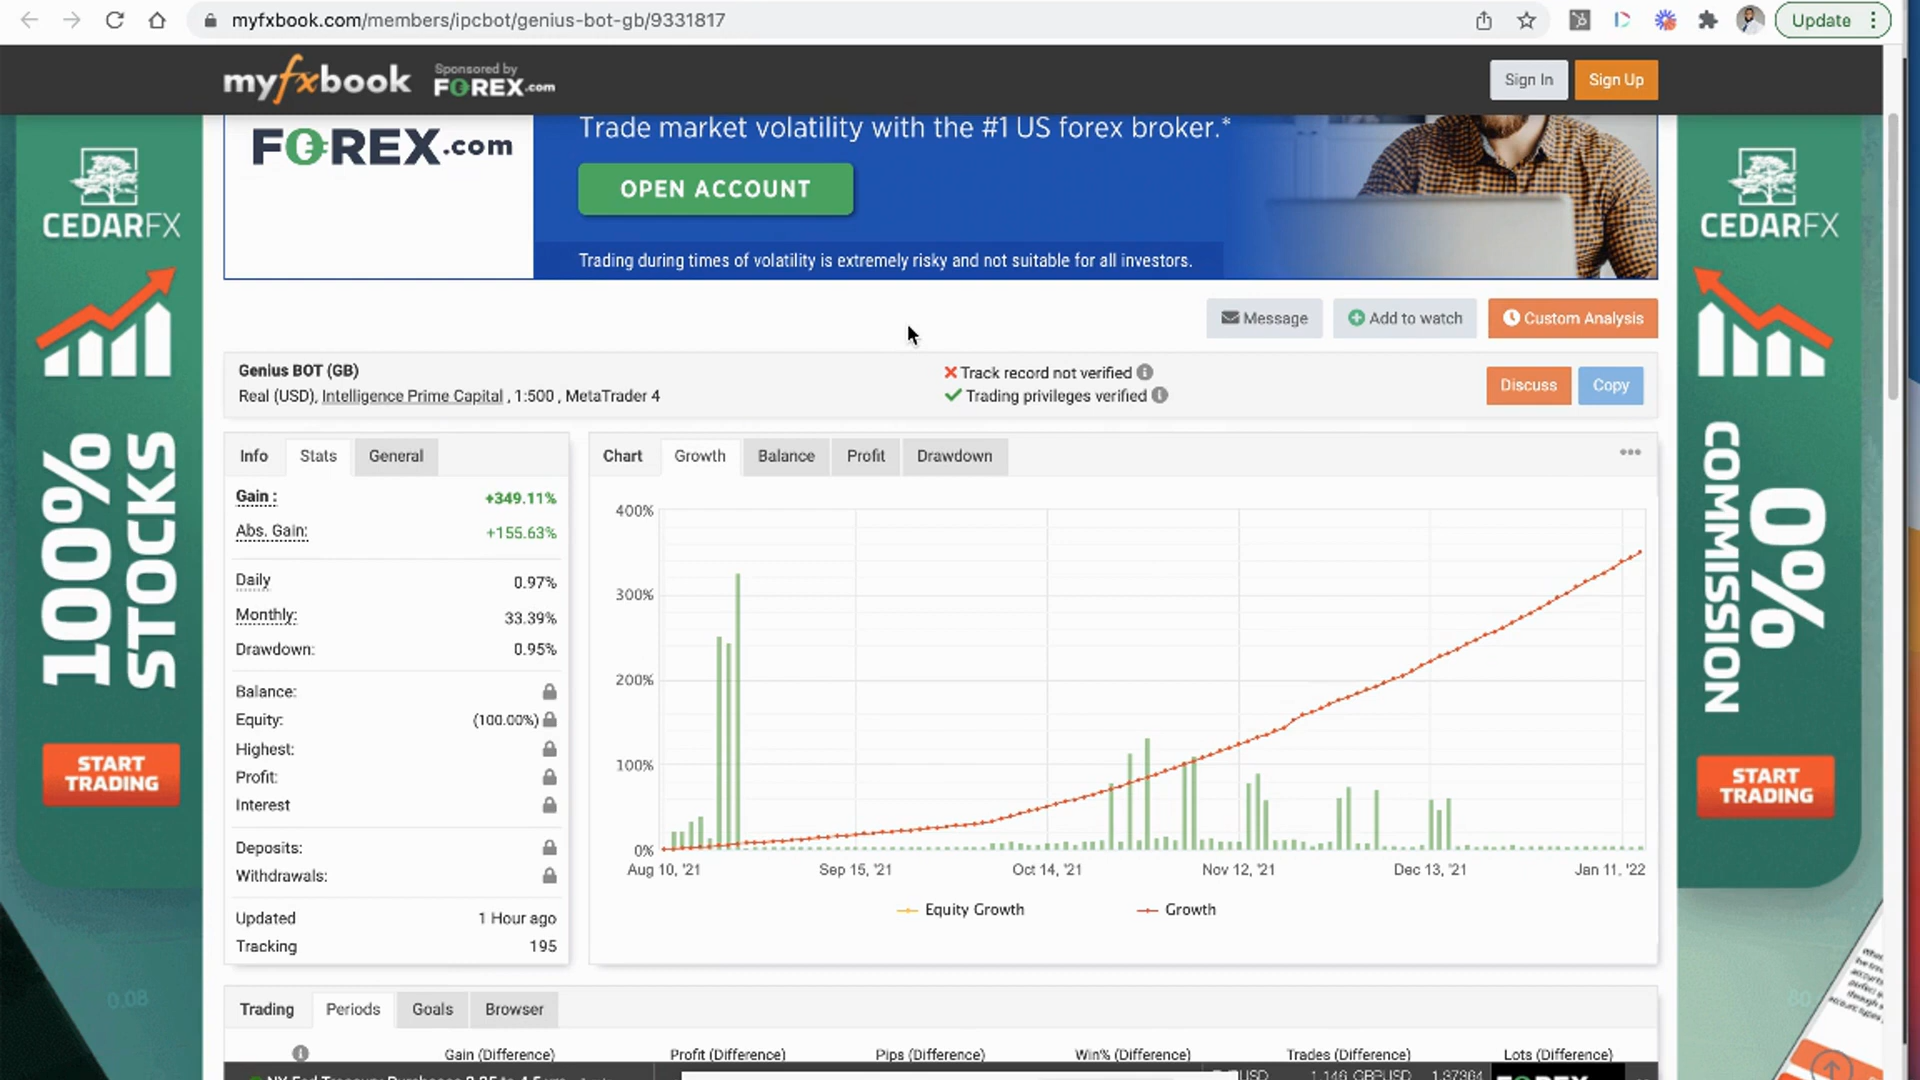 myfxbook.com/members/ipcbot/genius-bot-gb/9331817
Update
myfxbook
Sponsored by
FOREX.com
Sign In
Sign Up
FOREX.com
Trade market volatility with the #1 US forex broker.*
OPEN ACCOUNT
Trading during times of volatility is extremely risky and not suitable for all investors.
CEDARFX
100%
STOCKS
START
TRADING
CEDARFX
0%
COMMISSION
START
TRADING
Message
Add to watch
Custom Analysis
Genius BOT (GB)
Real (USD), Intelligence Prime Capital , 1:500 , MetaTrader 4
Track record not verified
Trading privileges verified
Discuss
Copy
Info Stats General
Gain : +349.11%
Abs. Gain: +155.63%
Daily 0.97%
Monthly: 33.39%
Drawdown: 0.95%
Balance:
Equity: (100.00%)
Highest:
Profit:
Interest
Deposits:
Withdrawals:
Updated 1 Hour ago
Tracking 195
Chart Growth Balance Profit Drawdown
400%
300%
200%
100%
0%
Aug 10, '21 Sep 15, '21 Oct 14, '21 Nov 12, '21 Dec 13, '21 Jan 11, '22
Equity Growth Growth
Trading Periods Goals Browser
Gain (Difference) Profit (Difference) Pips (Difference) Win% (Difference) Trades (Difference) Lots (Difference)
1.146 GBPUSD 1.37364